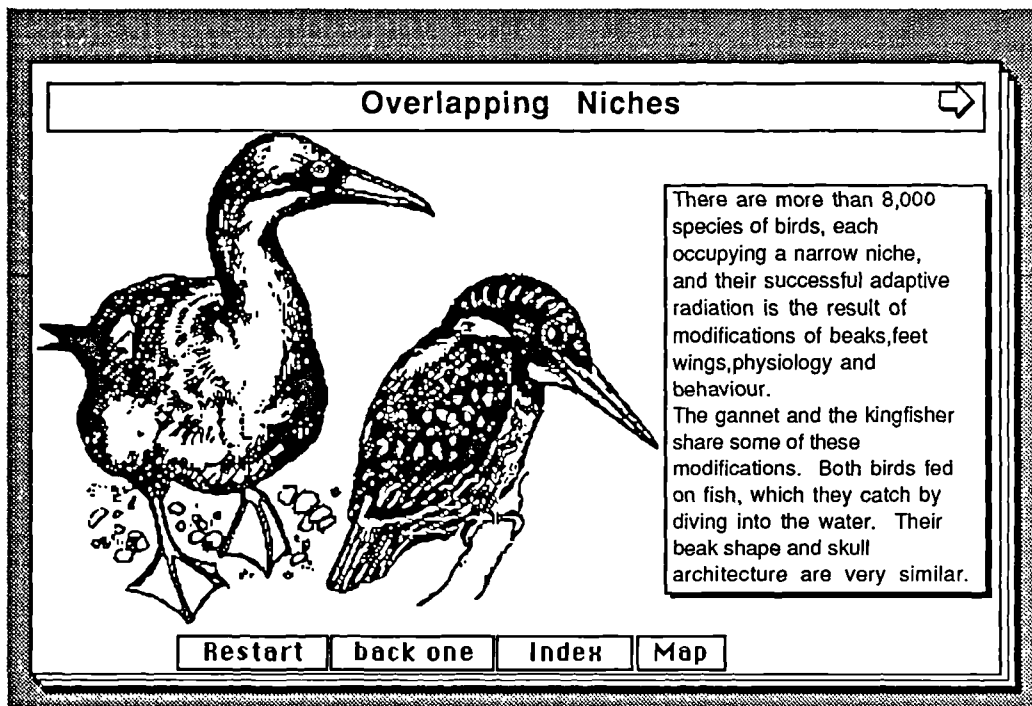 Overlapping Niches
There are more than 8,000
species of birds, each
occupying a narrow niche,
and their successful adaptive
radiation is the result of
modifications of beaks,feet
wings,physiology and
behaviour.
The gannet and the kingfisher
share some of these
modifications. Both birds fed
on fish, which they catch by
diving into the water. Their
beak shape and skull
architecture are very similar.
Restart back one Index Map